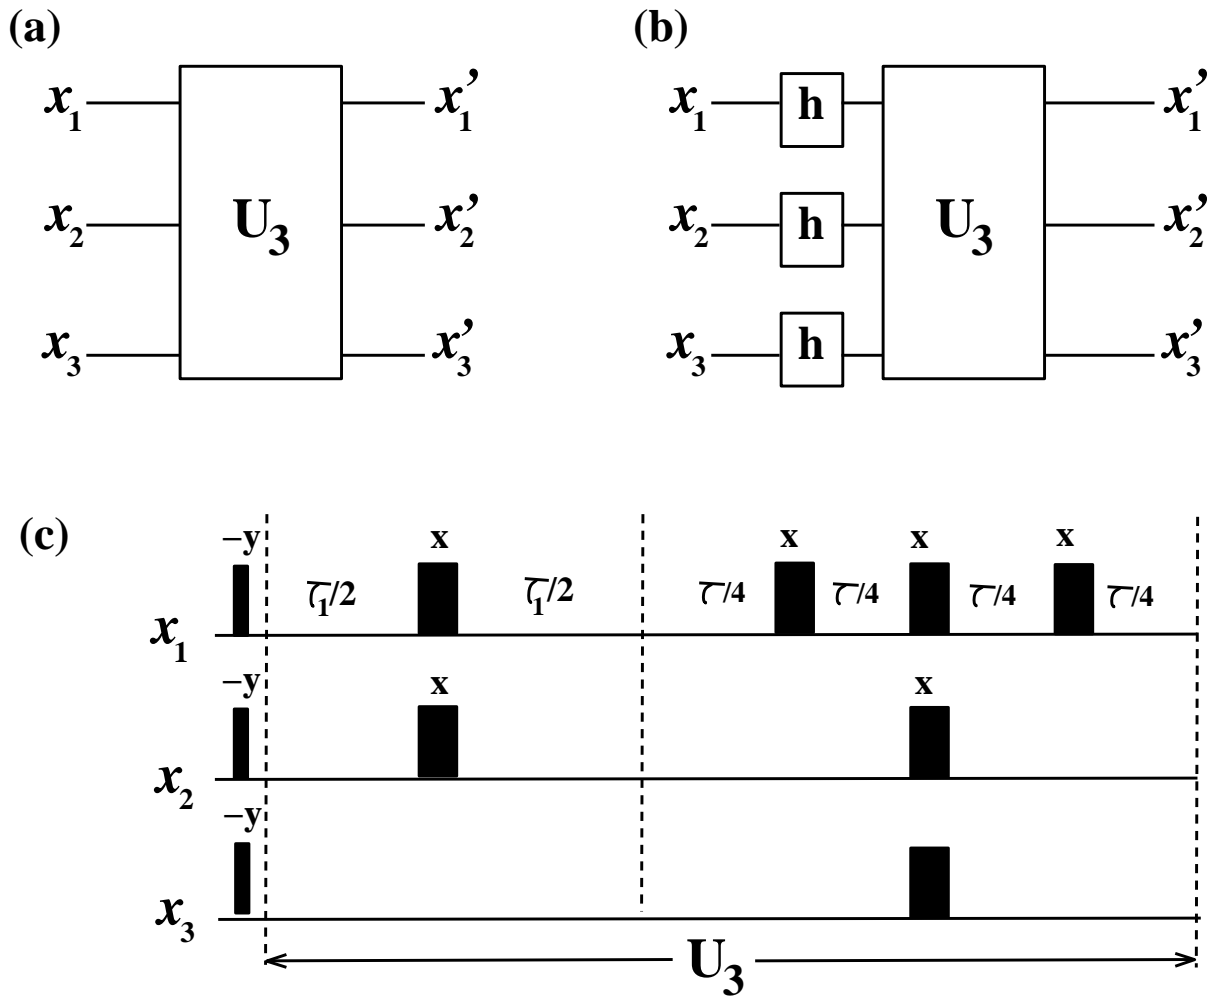 (a) (b)
x₁ x₁’ x₁ h x₁’
x₂ U₃ x₂’ x₂ h U₃ x₂’
x₃ x₃’ x₃ h x₃’
(c)
−y x x x x
τ₁/2 τ₁/2 τ/4 τ/4 τ/4 τ/4
x₁
−y x x
x₂
−y
x₃
U₃